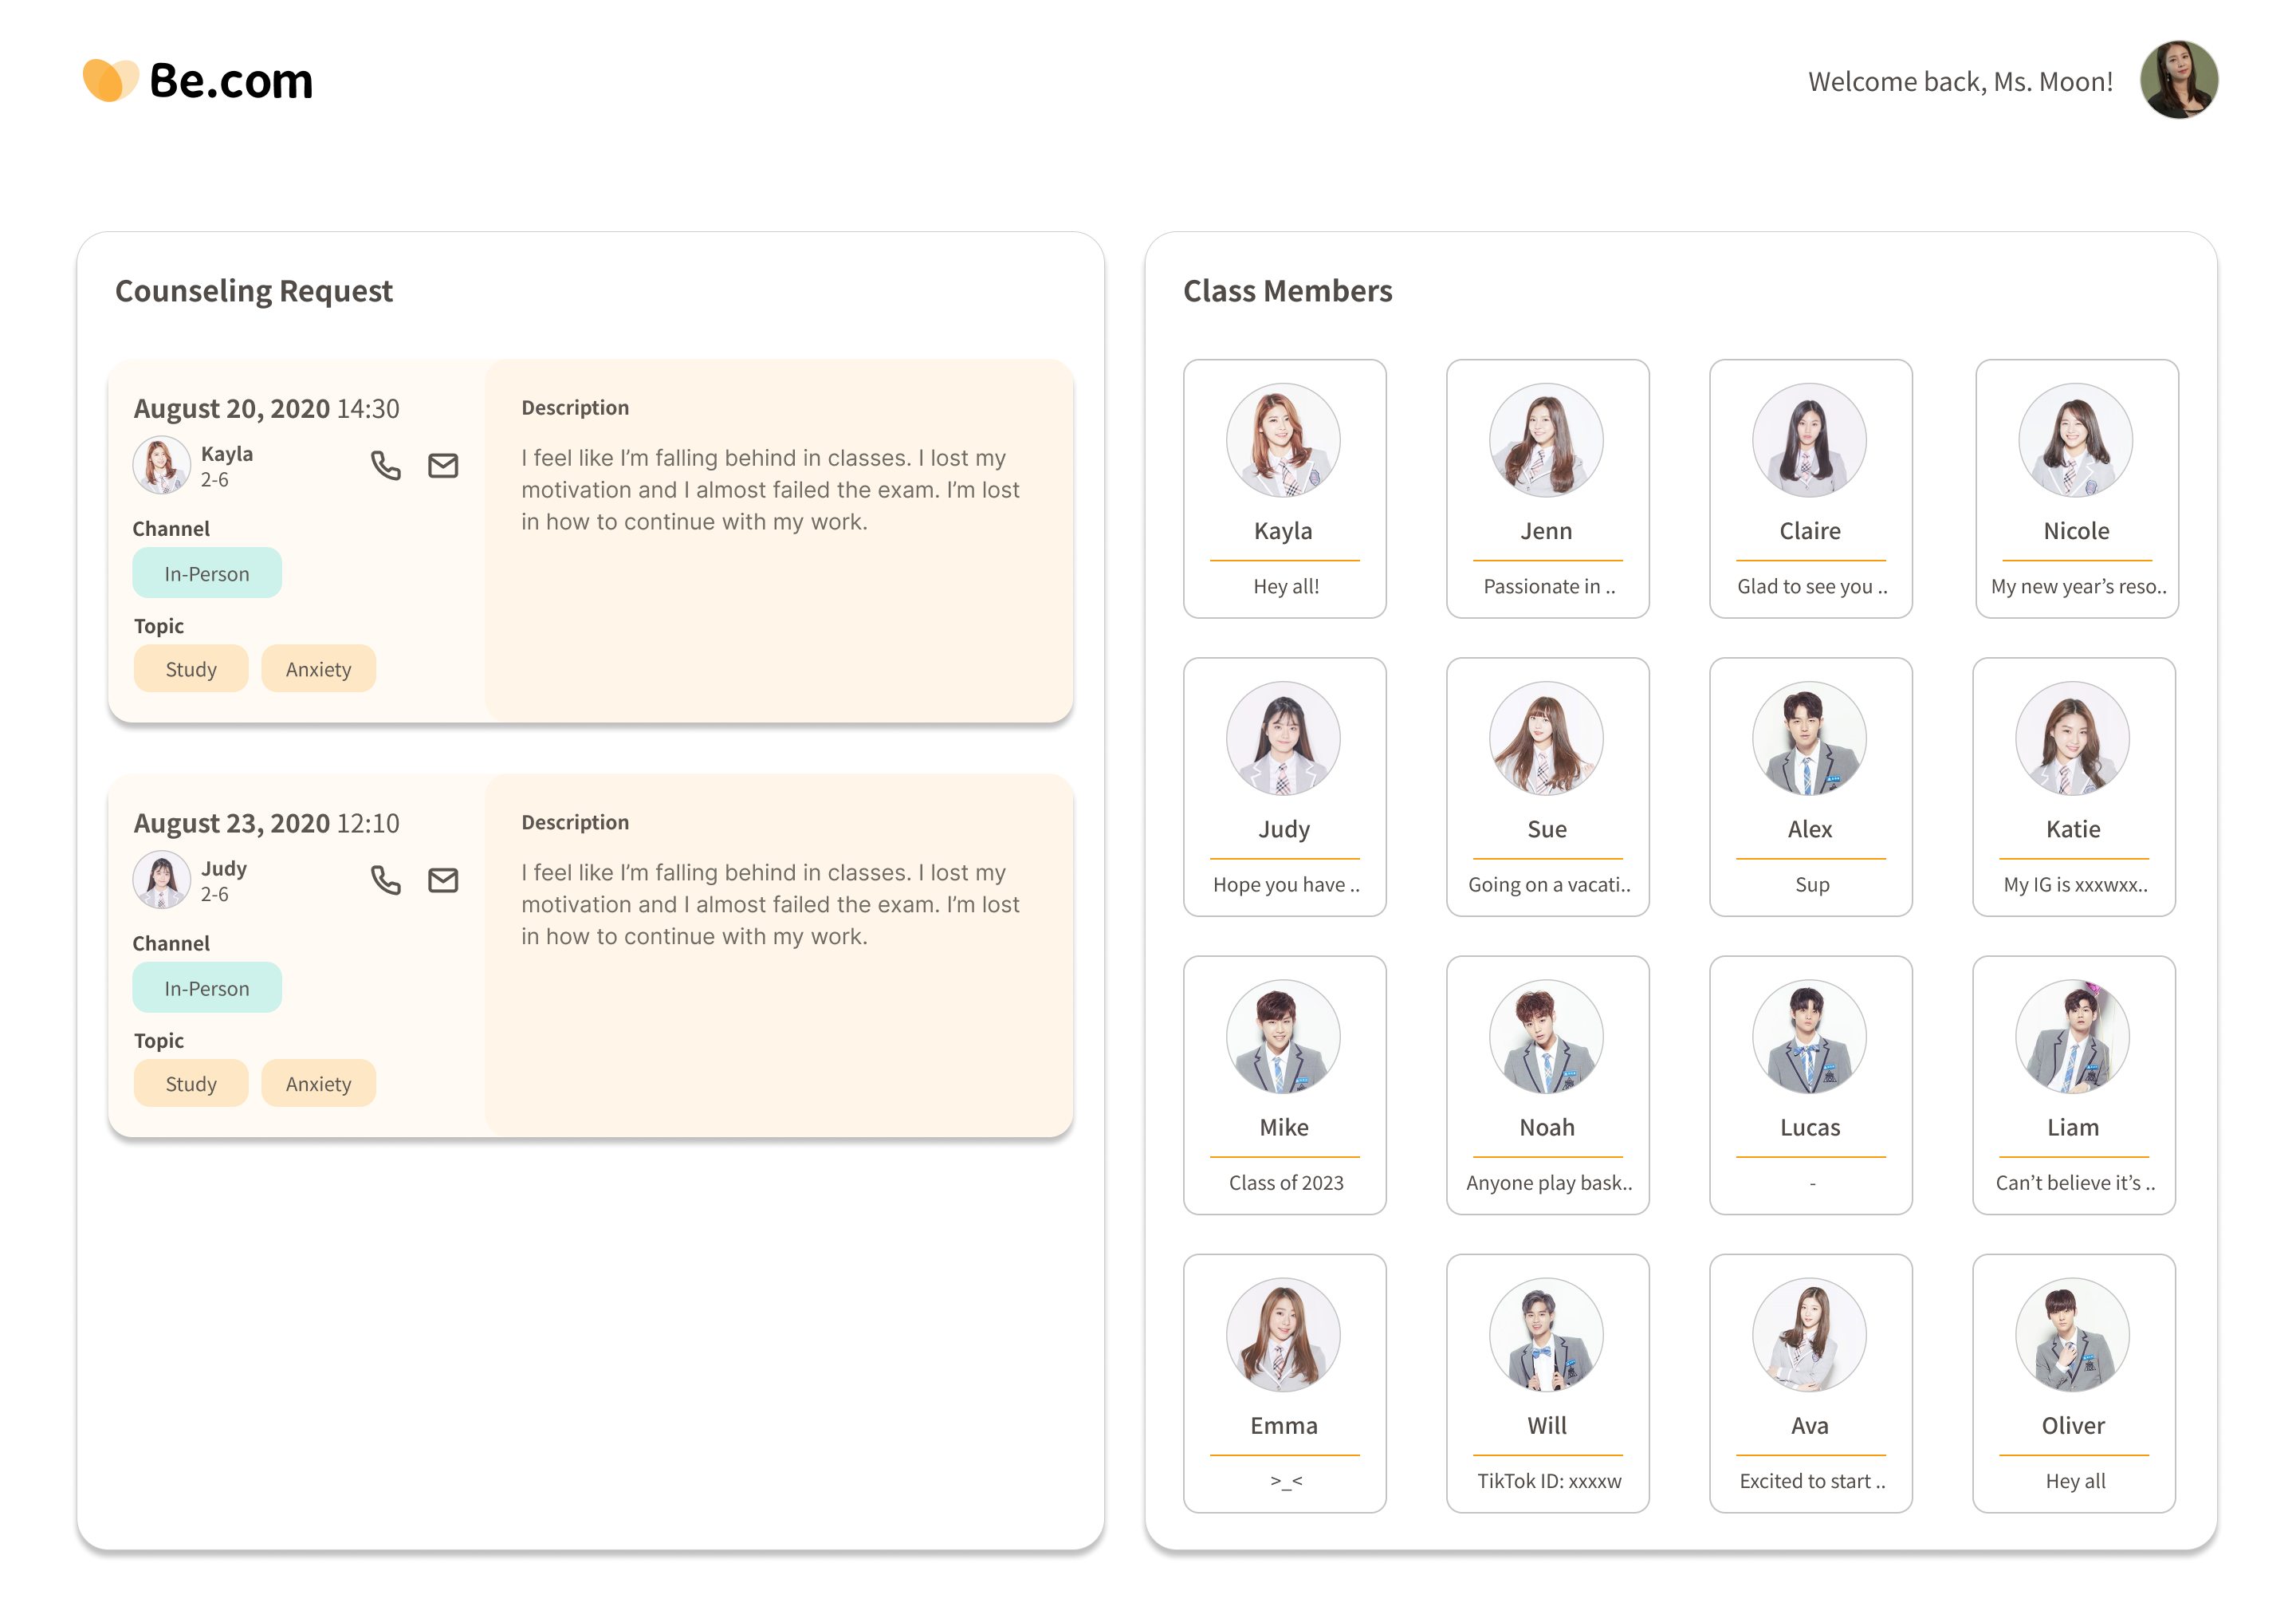 Be.com
Welcome back, Ms. Moon!
Counseling Request
August 20, 2020 14:30
Kayla
2-6
Channel
In-Person
Topic
Study
Anxiety
Description
I feel like I'm falling behind in classes. I lost my
motivation and I almost failed the exam. I'm lost
in how to continue with my work.
August 23, 2020 12:10
Judy
2-6
Channel
In-Person
Topic
Study
Anxiety
Description
I feel like I'm falling behind in classes. I lost my
motivation and I almost failed the exam. I'm lost
in how to continue with my work.
Class Members
Kayla
Hey all!
Jenn
Passionate in ..
Claire
Glad to see you ..
Nicole
My new year's reso..
Judy
Hope you have ..
Sue
Going on a vacati..
Alex
Sup
Katie
My IG is xxxwxx..
Mike
Class of 2023
Noah
Anyone play bask..
Lucas
-
Liam
Can't believe it's ..
Emma
>_<
Will
TikTok ID: xxxxw
Ava
Excited to start ..
Oliver
Hey all